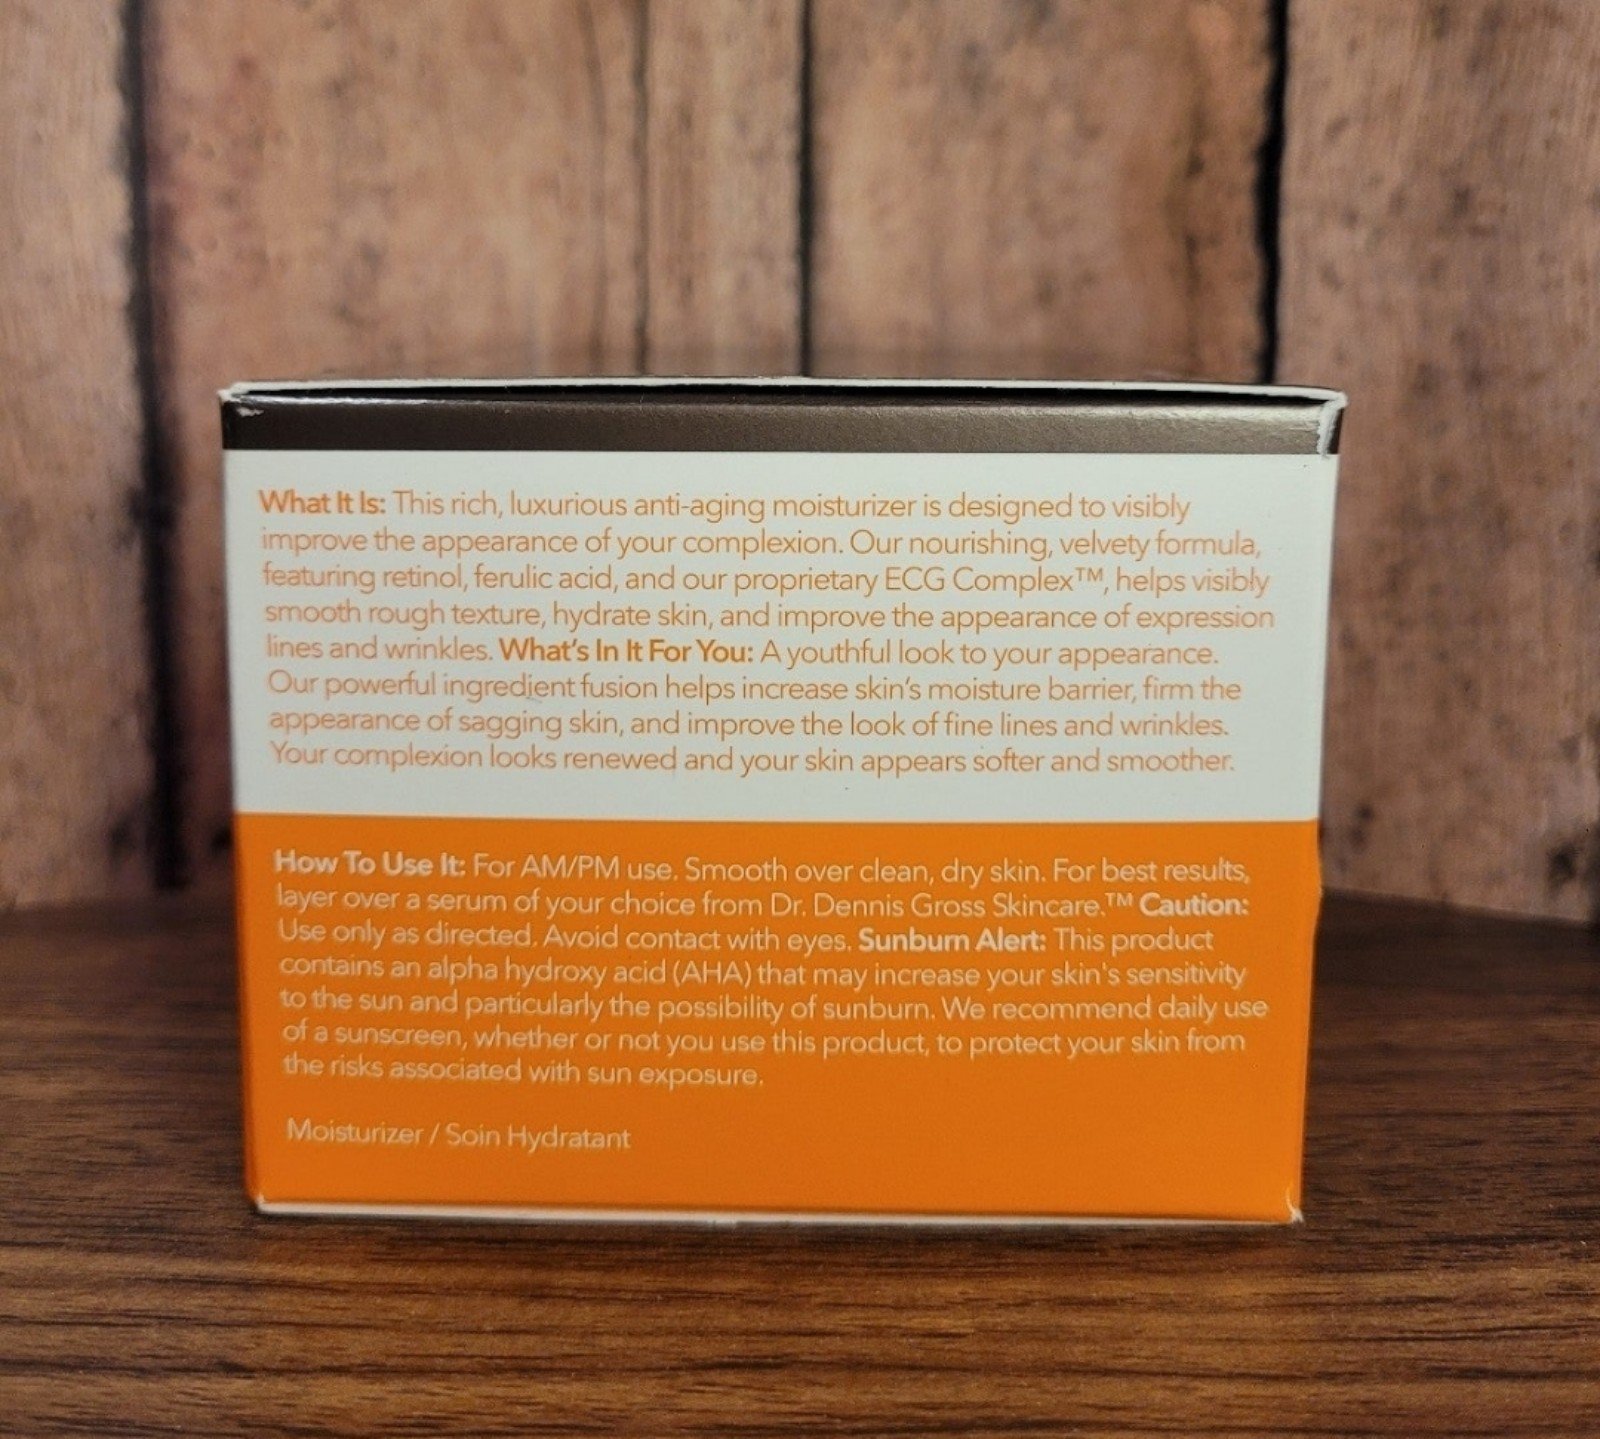 What It Is: This rich, luxurious anti-aging moisturizer is designed to visibly
improve the appearance of your complexion. Our nourishing, velvety formula,
featuring retinol, ferulic acid, and our proprietary ECG Complex™, helps visibly
smooth rough texture, hydrate skin, and improve the appearance of expression
lines and wrinkles. What's In It For You: A youthful look to your appearance.
Our powerful ingredient fusion helps increase skin's moisture barrier, firm the
appearance of sagging skin, and improve the look of fine lines and wrinkles.
Your complexion looks renewed and your skin appears softer and smoother.
How To Use It: For AM/PM use. Smooth over clean, dry skin. For best results,
layer over a serum of your choice from Dr. Dennis Gross Skincare.™ Caution:
Use only as directed. Avoid contact with eyes. Sunburn Alert: This product
contains an alpha hydroxy acid (AHA) that may increase your skin's sensitivity
to the sun and particularly the possibility of sunburn. We recommend daily use
of a sunscreen, whether or not you use this product, to protect your skin from
the risks associated with sun exposure.
Moisturizer / Soin Hydratant